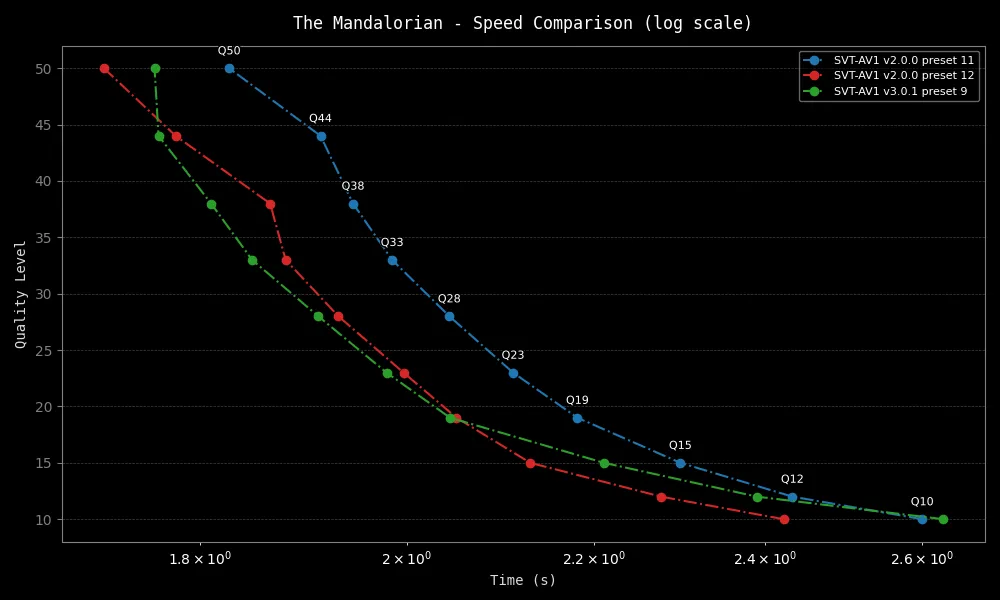 The Mandalorian - Speed Comparison (log scale)
SVT-AV1 v2.0.0 preset 11
SVT-AV1 v2.0.0 preset 12
SVT-AV1 v3.0.1 preset 9
Quality Level
50
45
40
35
30
25
20
15
10
Q50
Q44
Q38
Q33
Q28
Q23
Q19
Q15
Q12
Q10
1.8 × 10⁰
2 × 10⁰
2.2 × 10⁰
2.4 × 10⁰
2.6 × 10⁰
Time (s)